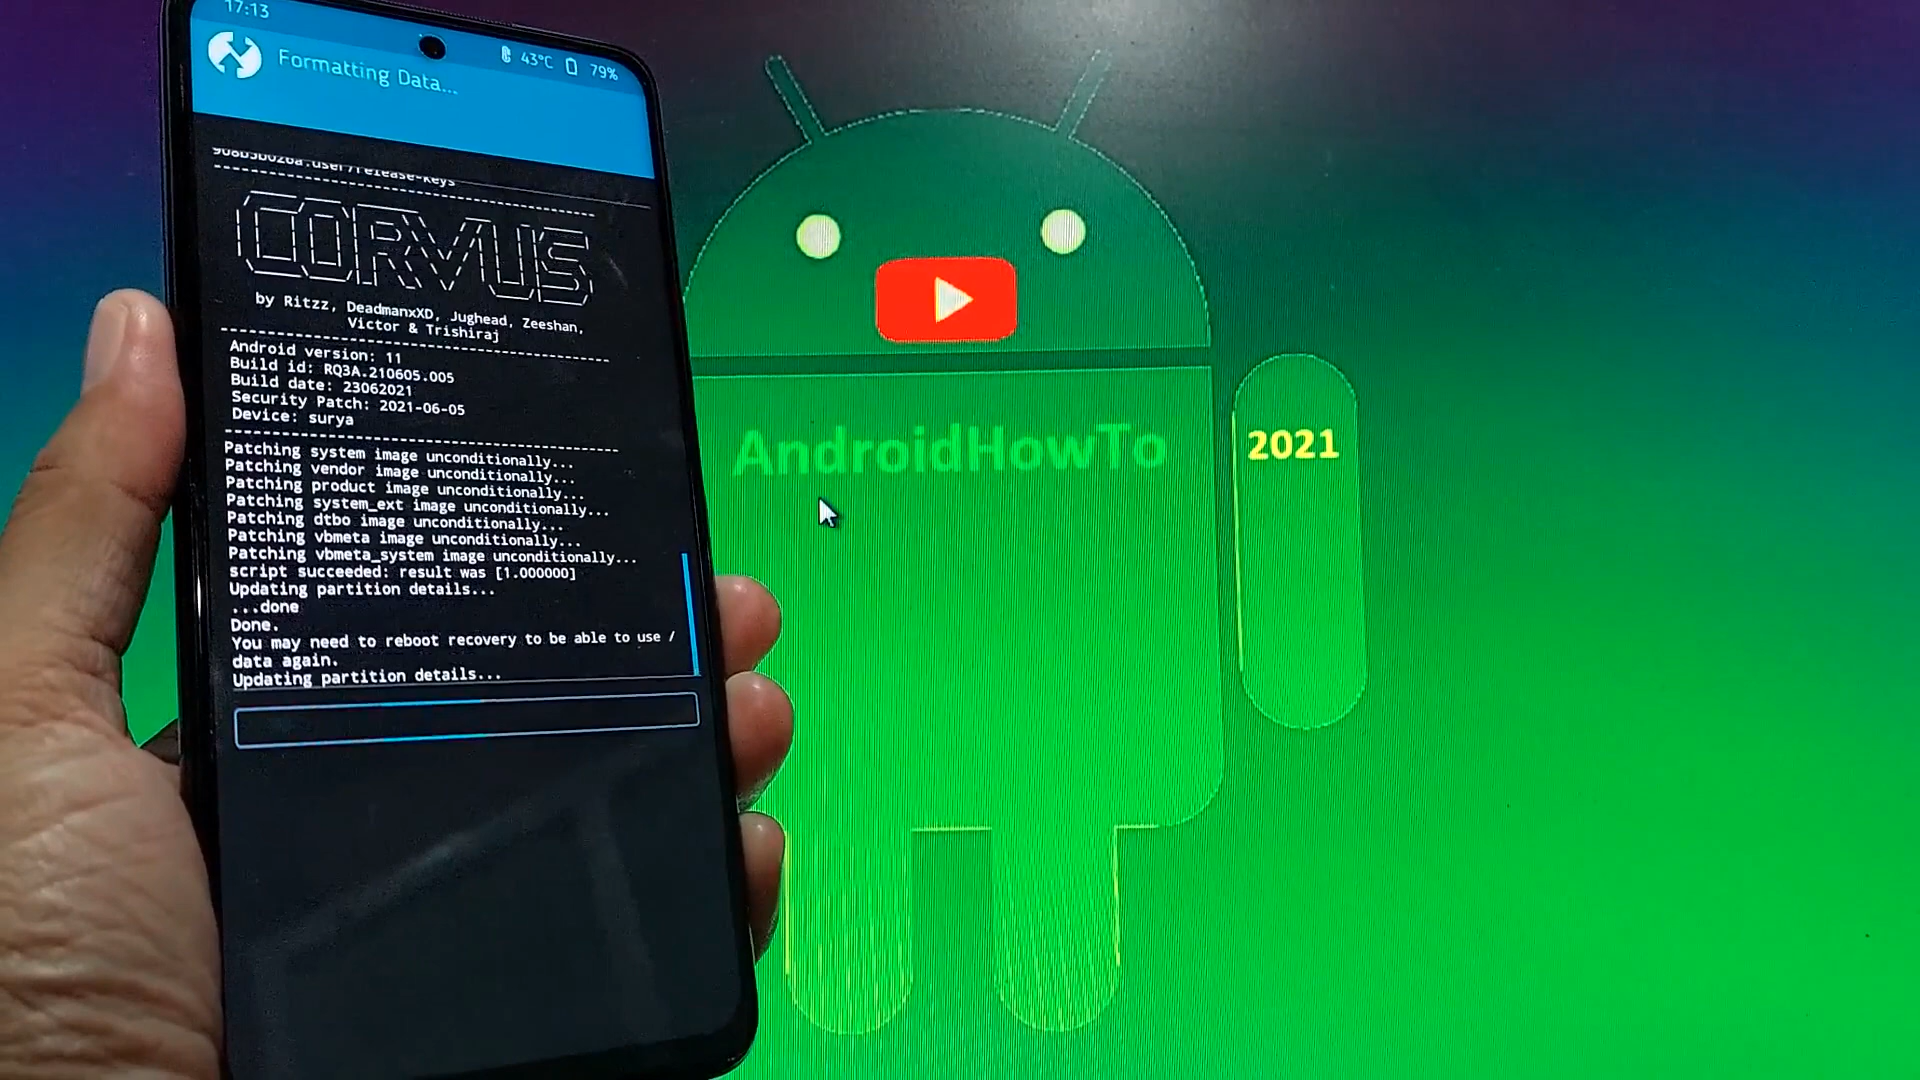 17:13
43°C 79%
Formatting Data...
908b5b026a:user/release-keys
CORVUS
by Ritzz, DeadmanxXD, Jughead, Zeeshan,
Victor & Trishiraj
Android version: 11
Build id: RQ3A.210605.005
Build date: 23062021
Security Patch: 2021-06-05
Device: surya
Patching system image unconditionally...
Patching vendor image unconditionally...
Patching product image unconditionally...
Patching system_ext image unconditionally...
Patching dtbo image unconditionally...
Patching vbmeta image unconditionally...
Patching vbmeta_system image unconditionally...
script succeeded: result was [1.000000]
Updating partition details...
...done
Done.
You may need to reboot recovery to be able to use /
data again.
Updating partition details...
AndroidHowTo
2021